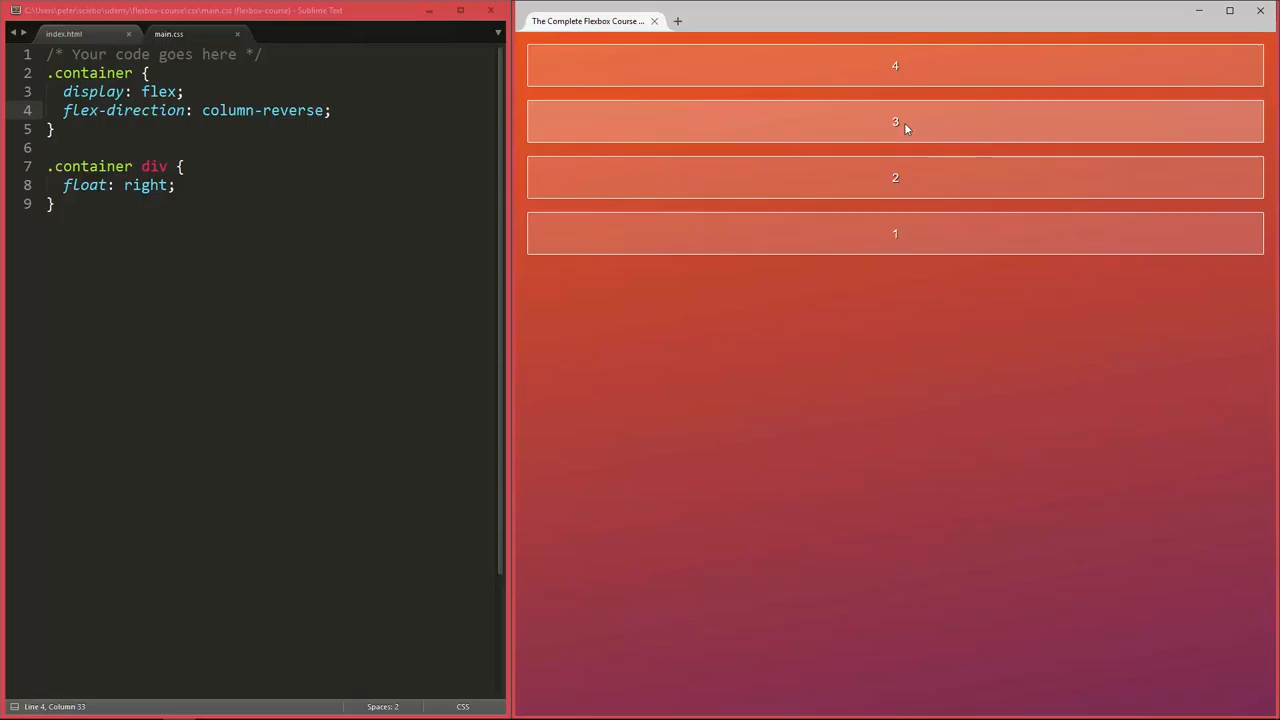 C:\Users\peter\sciebo\udemy\flexbox-course\css\main.css (flexbox-course) - Sublime Text
index.html
main.css
1 /* Your code goes here */
2 .container {
3 display: flex;
4 flex-direction: column-reverse;
5 }
6
7 .container div {
8 float: right;
9 }
Line 4, Column 33
Spaces: 2
CSS
The Complete Flexbox Course ...
4
3
2
1